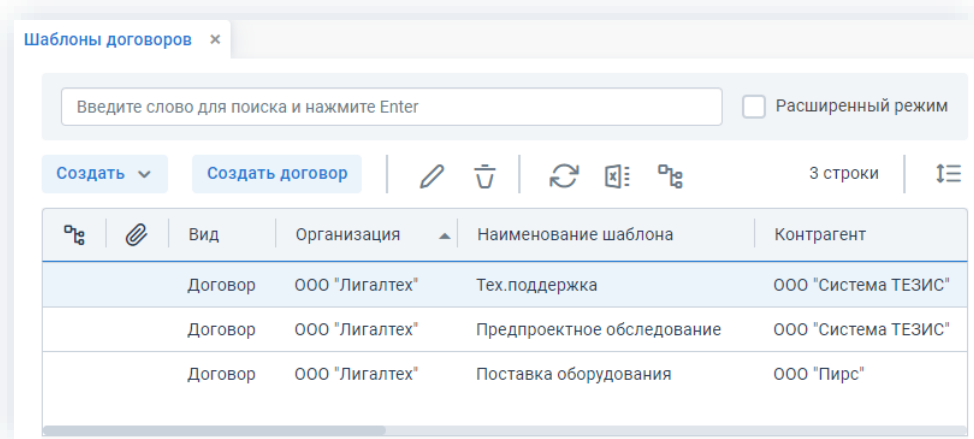 Шаблоны договоров ×
Введите слово для поиска и нажмите Enter Расширенный режим
Создать Создать договор 3 строки
Вид Организация Наименование шаблона Контрагент
Договор ООО "Лигалтех" Тех.поддержка ООО "Система ТЕЗИС"
Договор ООО "Лигалтех" Предпроектное обследование ООО "Система ТЕЗИС"
Договор ООО "Лигалтех" Поставка оборудования ООО "Пирс"